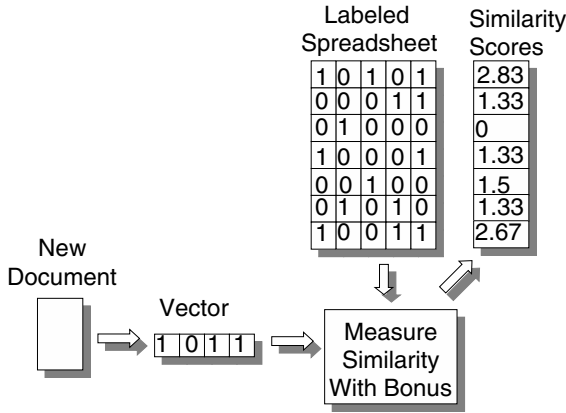 Labeled
Spreadsheet
Similarity
Scores
1 0 1 0 1 2.83
0 0 0 1 1 1.33
0 1 0 0 0 0
1 0 0 0 1 1.33
0 0 1 0 0 1.5
0 1 0 1 0 1.33
1 0 0 1 1 2.67
New
Document
Vector
1 0 1 1
Measure
Similarity
With Bonus